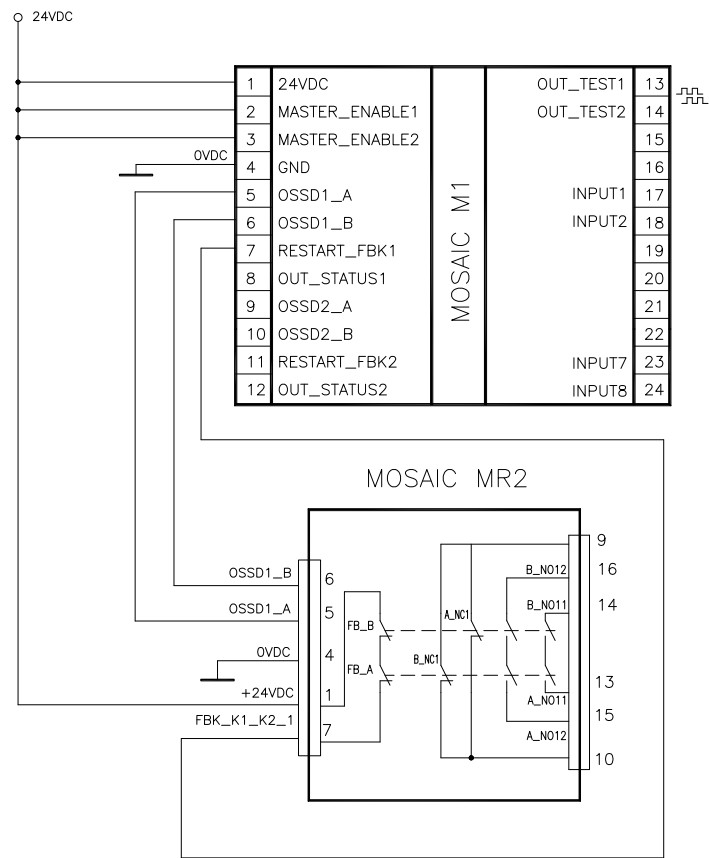 24VDC
1 24VDC OUT_TEST1 13
2 MASTER_ENABLE1 OUT_TEST2 14
3 MASTER_ENABLE2 15
0VDC 4 GND 16
5 OSSD1_A INPUT1 17
6 OSSD1_B INPUT2 18
7 RESTART_FBK1 19
8 OUT_STATUS1 20
9 OSSD2_A 21
10 OSSD2_B 22
11 RESTART_FBK2 INPUT7 23
12 OUT_STATUS2 INPUT8 24
MOSAIC M1
MOSAIC MR2
9
OSSD1_B 6 B_NO12 16
OSSD1_A 5 A_NC1 B_NO11 14
FB_B
0VDC 4 FB_A B_NC1
+24VDC 1 A_NO11 13
FBK_K1_K2_1 7 A_NO12 15
10